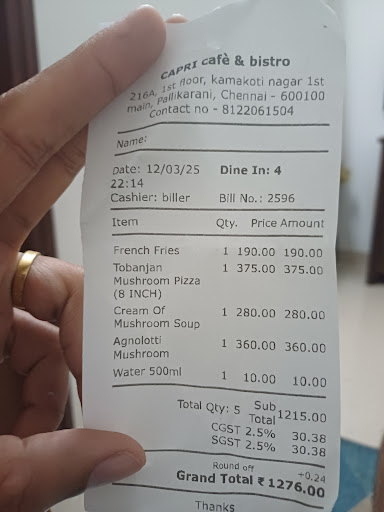 CAPRI cafè & bistro
216A, 1st floor, kamakoti nagar 1st
main, Pallikarani, Chennai - 600100
Contact no - 8122061504
Name:
Date: 12/03/25 Dine In: 4
22:14
Cashier: biller Bill No.: 2596
Item Qty. Price Amount
French Fries 1 190.00 190.00
Tobanjan 1 375.00 375.00
Mushroom Pizza
(8 INCH)
Cream Of 1 280.00 280.00
Mushroom Soup
Agnolotti 1 360.00 360.00
Mushroom
Water 500ml 1 10.00 10.00
Total Qty: 5 Sub 1215.00
Total
CGST 2.5% 30.38
SGST 2.5% 30.38
Round off +0.24
Grand Total ₹ 1276.00
Thanks